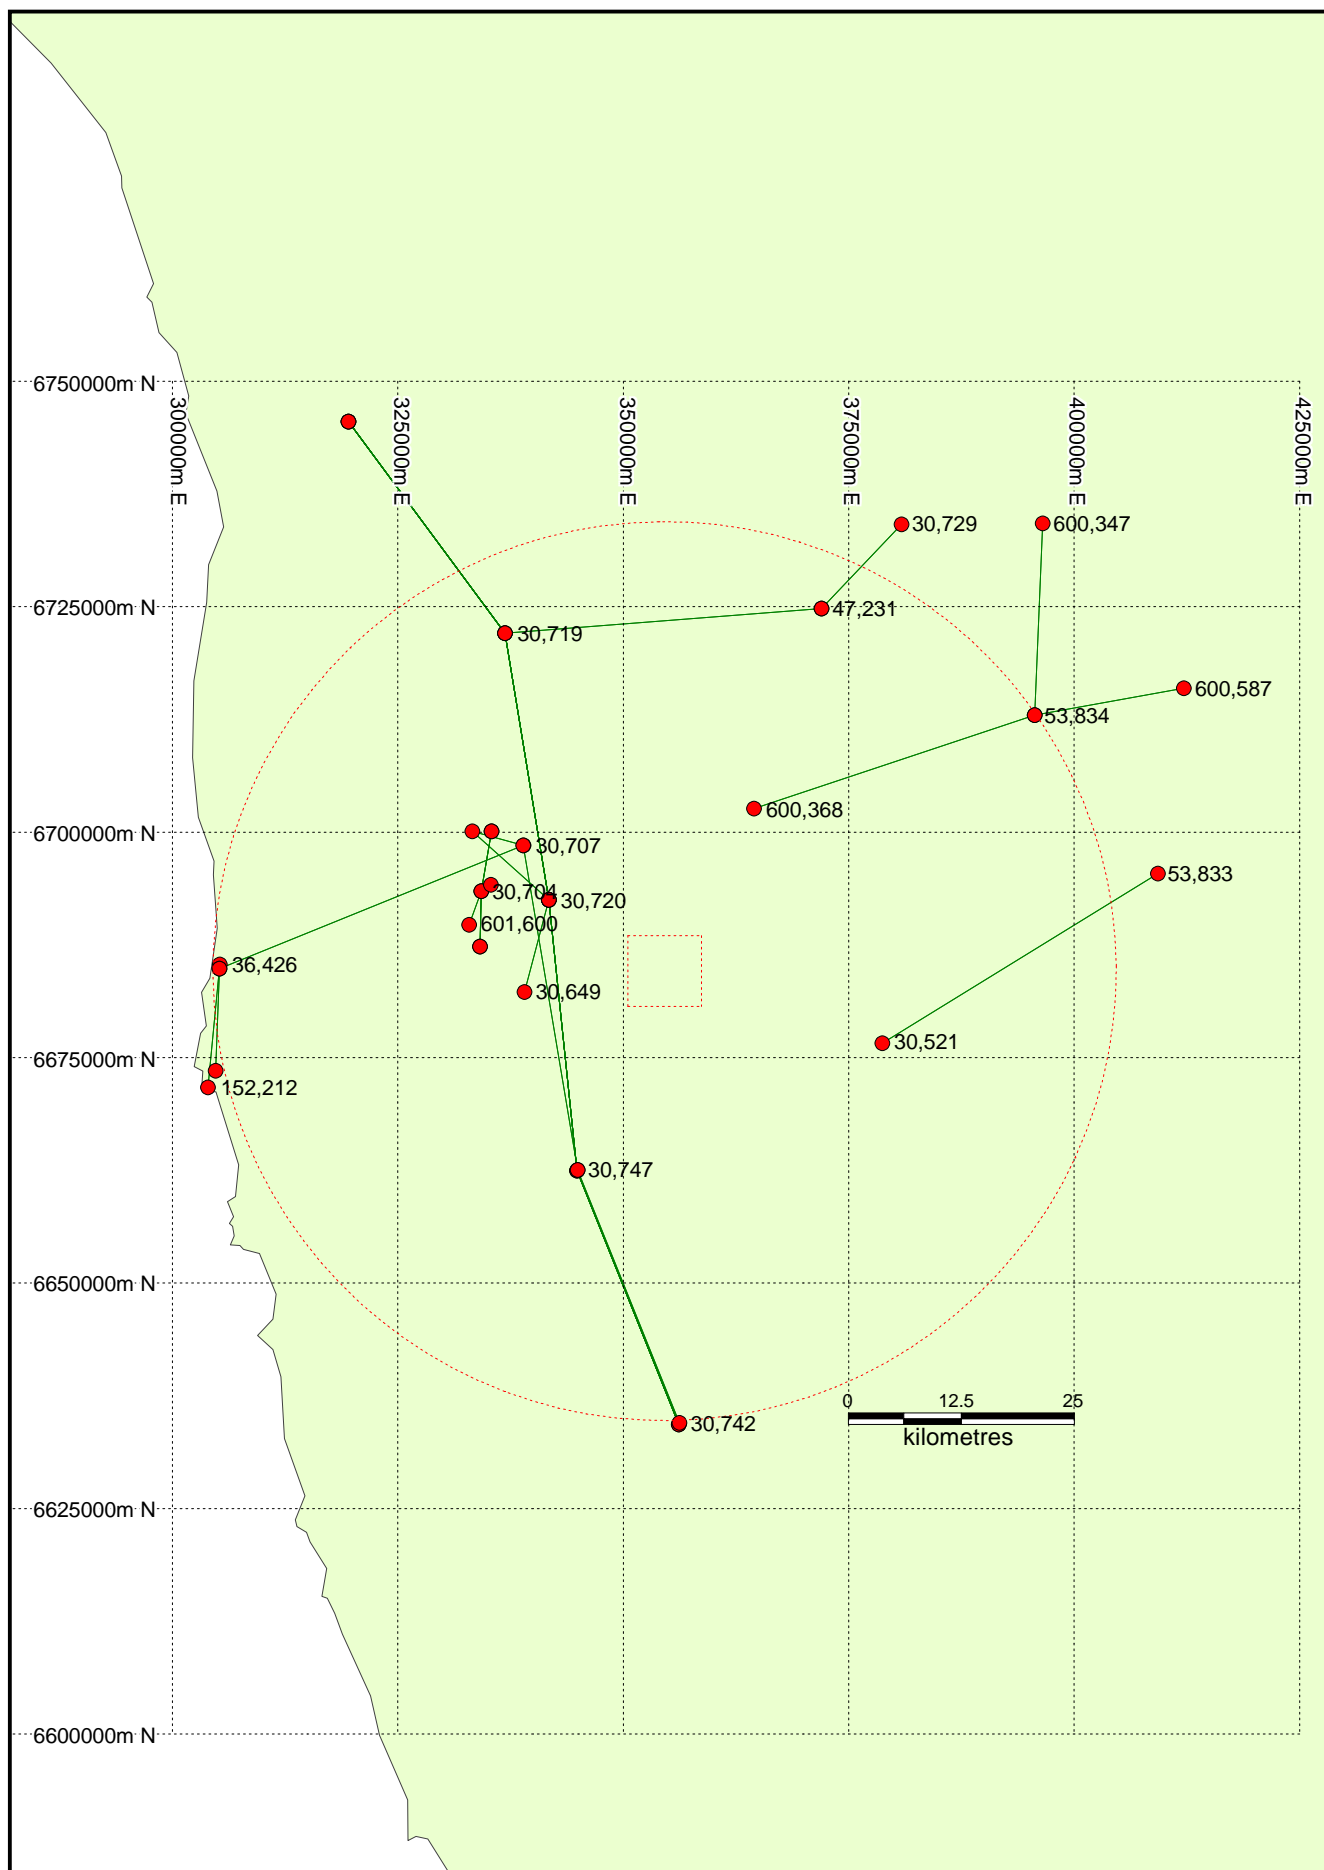 6750000m N
300000m E
325000m E
350000m E
375000m E
400000m E
425000m E
30,729
600,347
6725000m N
47,231
30,719
600,587
53,834
600,368
6700000m N
30,707
53,833
30,704
30,720
601,600
36,426
30,649
30,521
6675000m N
152,212
30,747
6650000m N
0 12.5 25
kilometres
30,742
6625000m N
6600000m N